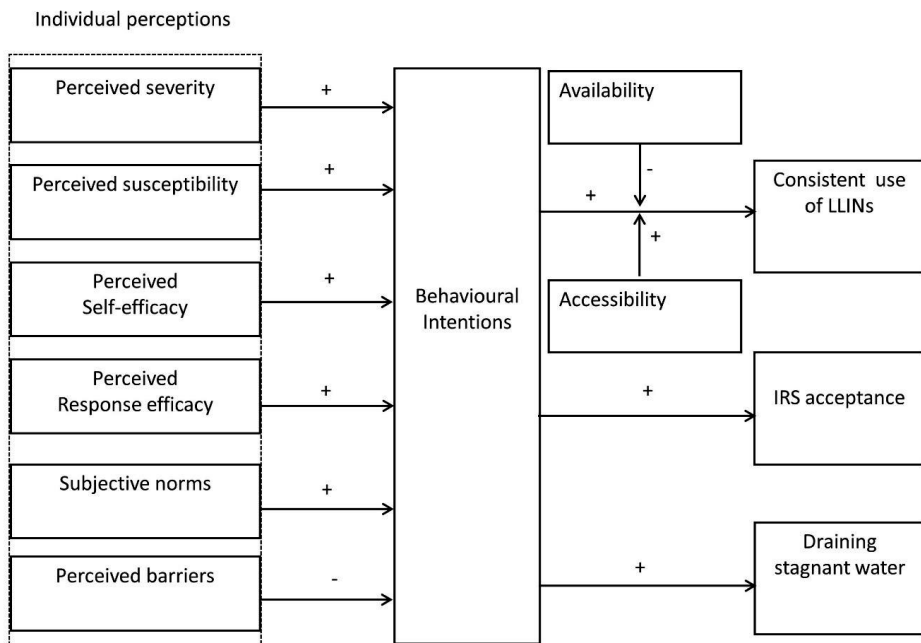 Individual perceptions
Perceived severity
+
Perceived susceptibility
+
Perceived
Self-efficacy
+
Perceived
Response efficacy
+
Subjective norms
+
Perceived barriers
-
Behavioural
Intentions
Availability
-
+
+
Accessibility
Consistent use
of LLINs
+
IRS acceptance
+
Draining
stagnant water